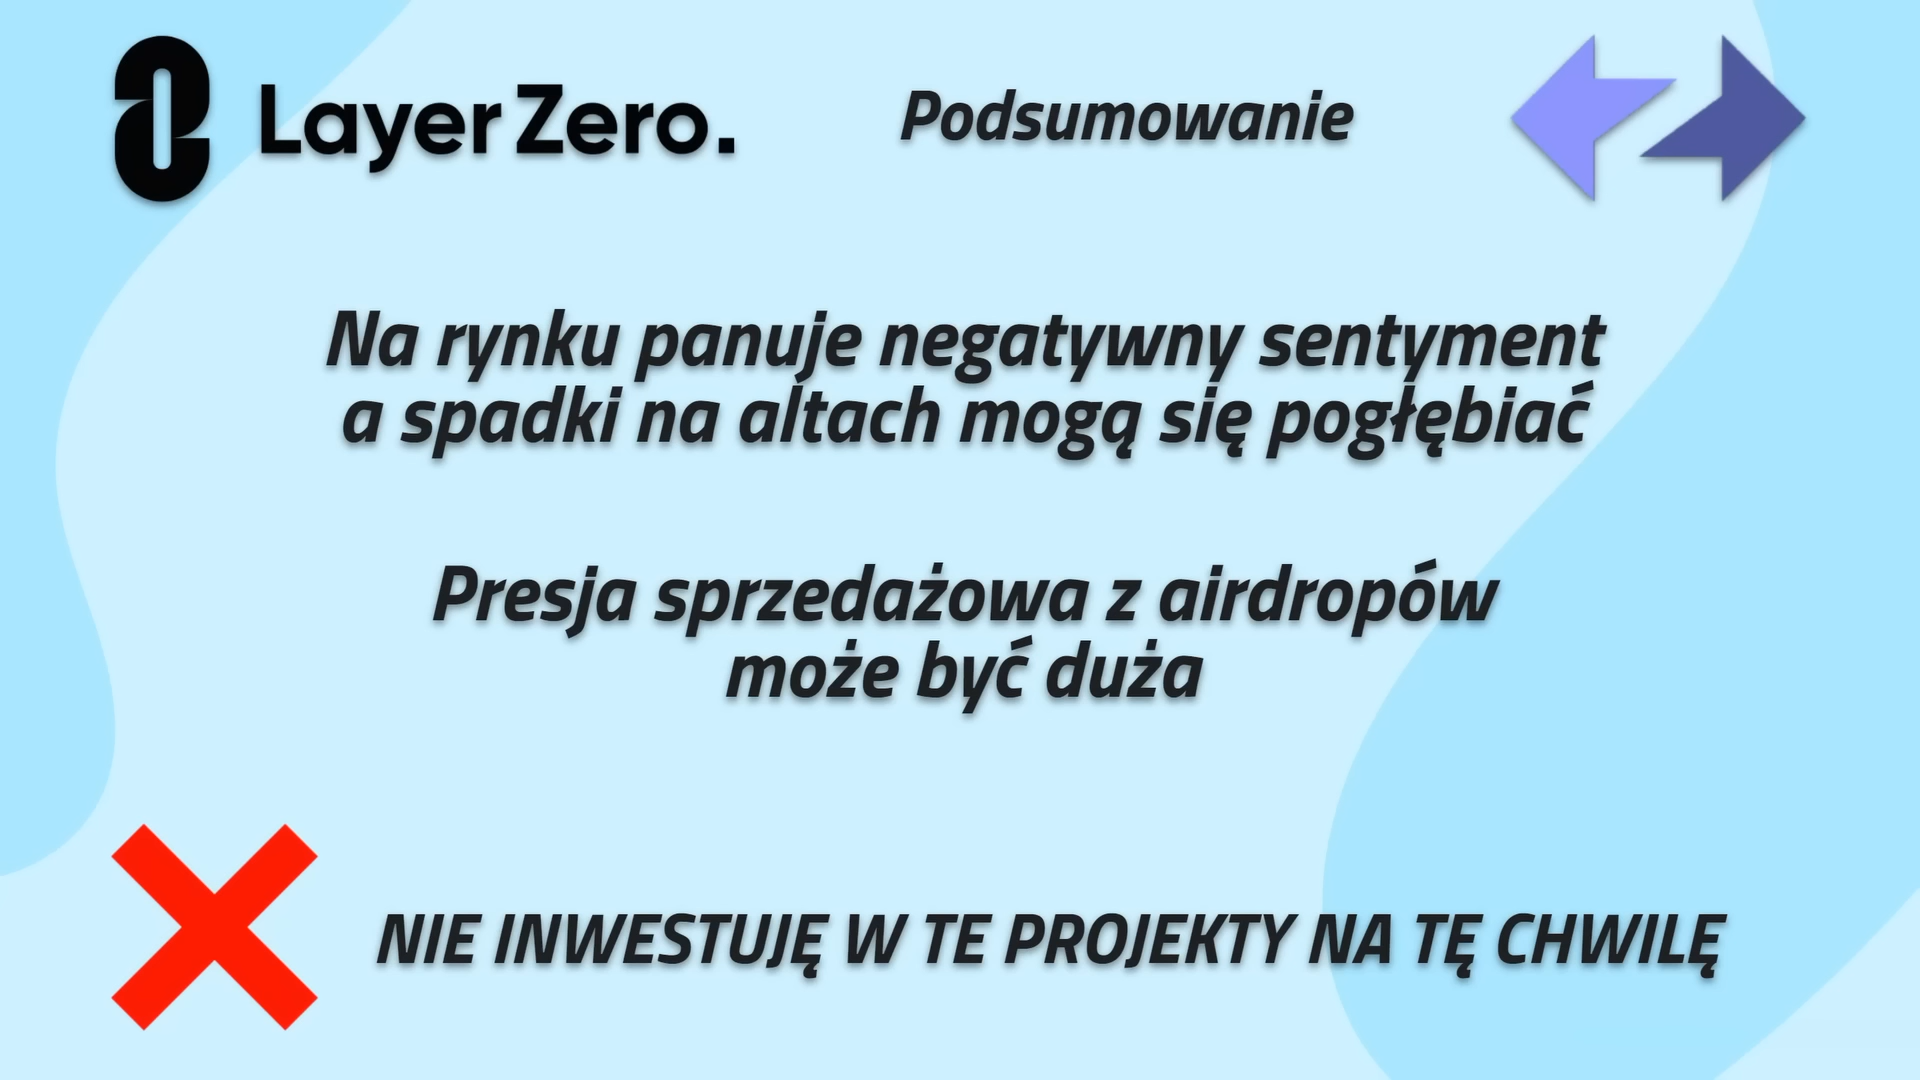 LayerZero.
Podsumowanie
Na rynku panuje negatywny sentyment
a spadki na altach mogą się pogłębiać
Presja sprzedażowa z airdropów
może być duża
NIE INWESTUJĘ W TE PROJEKTY NA TĘ CHWILĘ